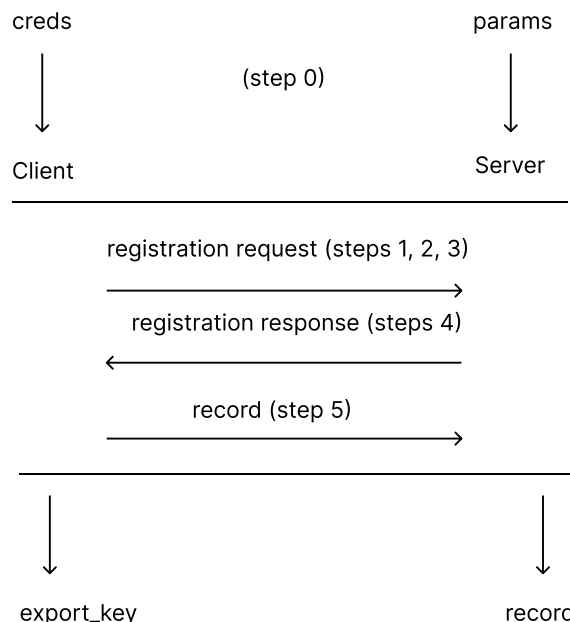 creds
params
(step 0)
Client
Server
registration request (steps 1, 2, 3)
registration response (steps 4)
record (step 5)
export_key
record